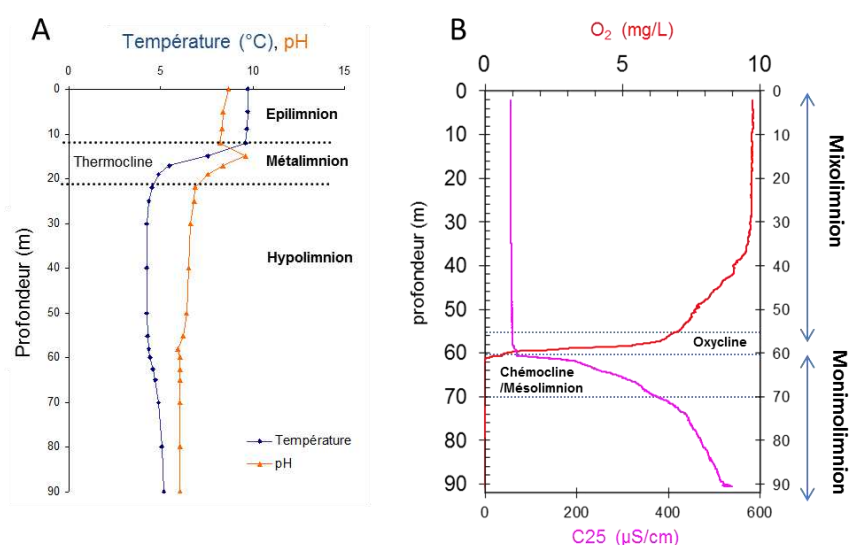 A
Température (°C), pH
0 5 10 15
0
10
20
30
40
50
60
70
80
90
Profondeur (m)
Epilimnion
Thermocline
Métalimnion
Hypolimnion
Température
pH
B
O2 (mg/L)
0 5 10
0
10
20
30
40
50
60
70
80
90
profondeur (m)
Oxycline
Chémocline
/Mésolimnion
0
10
20
30
40
50
60
70
80
90
Mixolimnion
Monimolimnion
0 200 400 600
C25 (µS/cm)